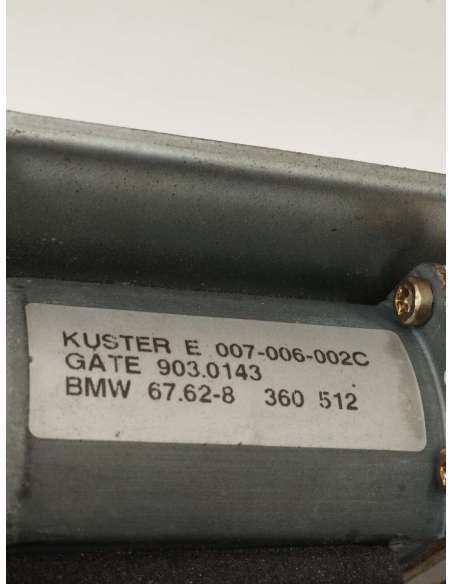 KUSTER E 007-006-002C
GATE 903.0143
BMW 67.62-8 360 512